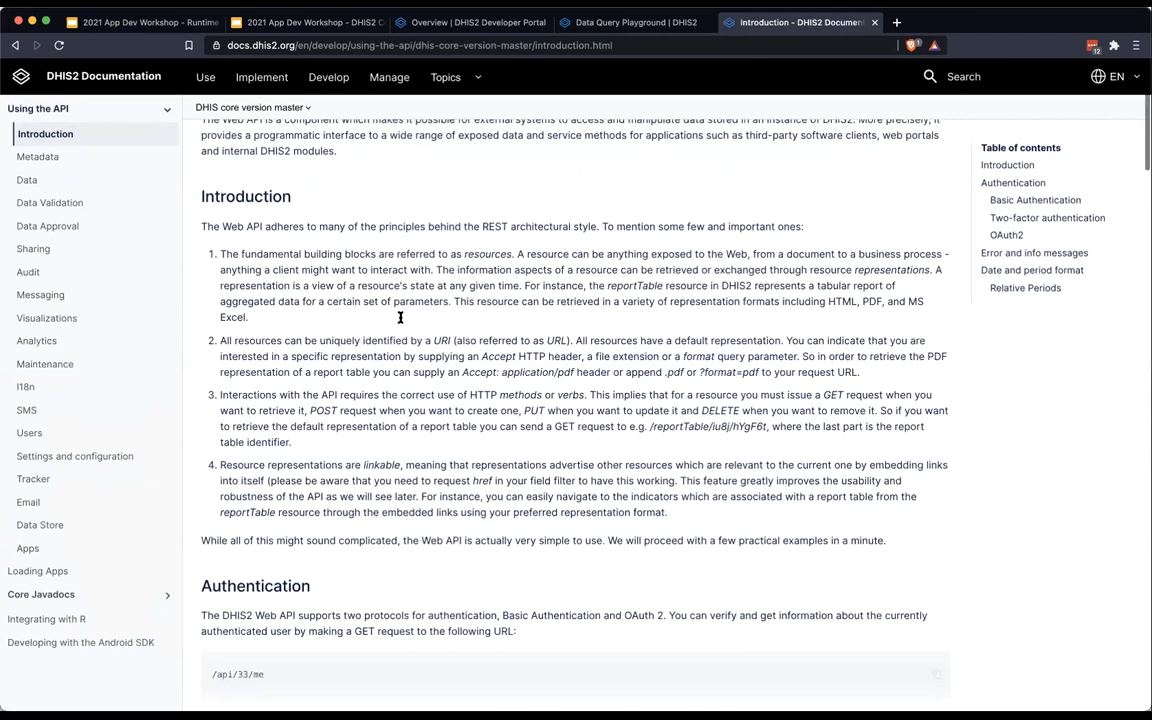 2021 App Dev Workshop - Runtime
2021 App Dev Workshop - DHIS2 C
Overview | DHIS2 Developer Portal
Data Query Playground | DHIS2
Introduction - DHIS2 Documen
docs.dhis2.org/en/develop/using-the-api/dhis-core-version-master/introduction.html
12
DHIS2 Documentation
Use
Implement
Develop
Manage
Topics
Search
EN
Using the API
Introduction
Metadata
Data
Data Validation
Data Approval
Sharing
Audit
Messaging
Visualizations
Analytics
Maintenance
I18n
SMS
Users
Settings and configuration
Tracker
Email
Data Store
Apps
Loading Apps
Core Javadocs
Integrating with R
Developing with the Android SDK
DHIS core version master
The Web API is a component which makes it possible for external systems to access and manipulate data stored in an instance of DHIS2. More precisely, it
provides a programmatic interface to a wide range of exposed data and service methods for applications such as third-party software clients, web portals
and internal DHIS2 modules.
Introduction
The Web API adheres to many of the principles behind the REST architectural style. To mention some few and important ones:
1. The fundamental building blocks are referred to as resources. A resource can be anything exposed to the Web, from a document to a business process -
anything a client might want to interact with. The information aspects of a resource can be retrieved or exchanged through resource representations. A
representation is a view of a resource's state at any given time. For instance, the reportTable resource in DHIS2 represents a tabular report of
aggregated data for a certain set of parameters. This resource can be retrieved in a variety of representation formats including HTML, PDF, and MS
Excel.
2. All resources can be uniquely identified by a URI (also referred to as URL). All resources have a default representation. You can indicate that you are
interested in a specific representation by supplying an Accept HTTP header, a file extension or a format query parameter. So in order to retrieve the PDF
representation of a report table you can supply an Accept: application/pdf header or append .pdf or ?format=pdf to your request URL.
3. Interactions with the API requires the correct use of HTTP methods or verbs. This implies that for a resource you must issue a GET request when you
want to retrieve it, POST request when you want to create one, PUT when you want to update it and DELETE when you want to remove it. So if you want
to retrieve the default representation of a report table you can send a GET request to e.g. /reportTable/iu8j/hYgF6t, where the last part is the report
table identifier.
4. Resource representations are linkable, meaning that representations advertise other resources which are relevant to the current one by embedding links
into itself (please be aware that you need to request href in your field filter to have this working. This feature greatly improves the usability and
robustness of the API as we will see later. For instance, you can easily navigate to the indicators which are associated with a report table from the
reportTable resource through the embedded links using your preferred representation format.
While all of this might sound complicated, the Web API is actually very simple to use. We will proceed with a few practical examples in a minute.
Authentication
The DHIS2 Web API supports two protocols for authentication, Basic Authentication and OAuth 2. You can verify and get information about the currently
authenticated user by making a GET request to the following URL:
/api/33/me
Table of contents
Introduction
Authentication
Basic Authentication
Two-factor authentication
OAuth2
Error and info messages
Date and period format
Relative Periods